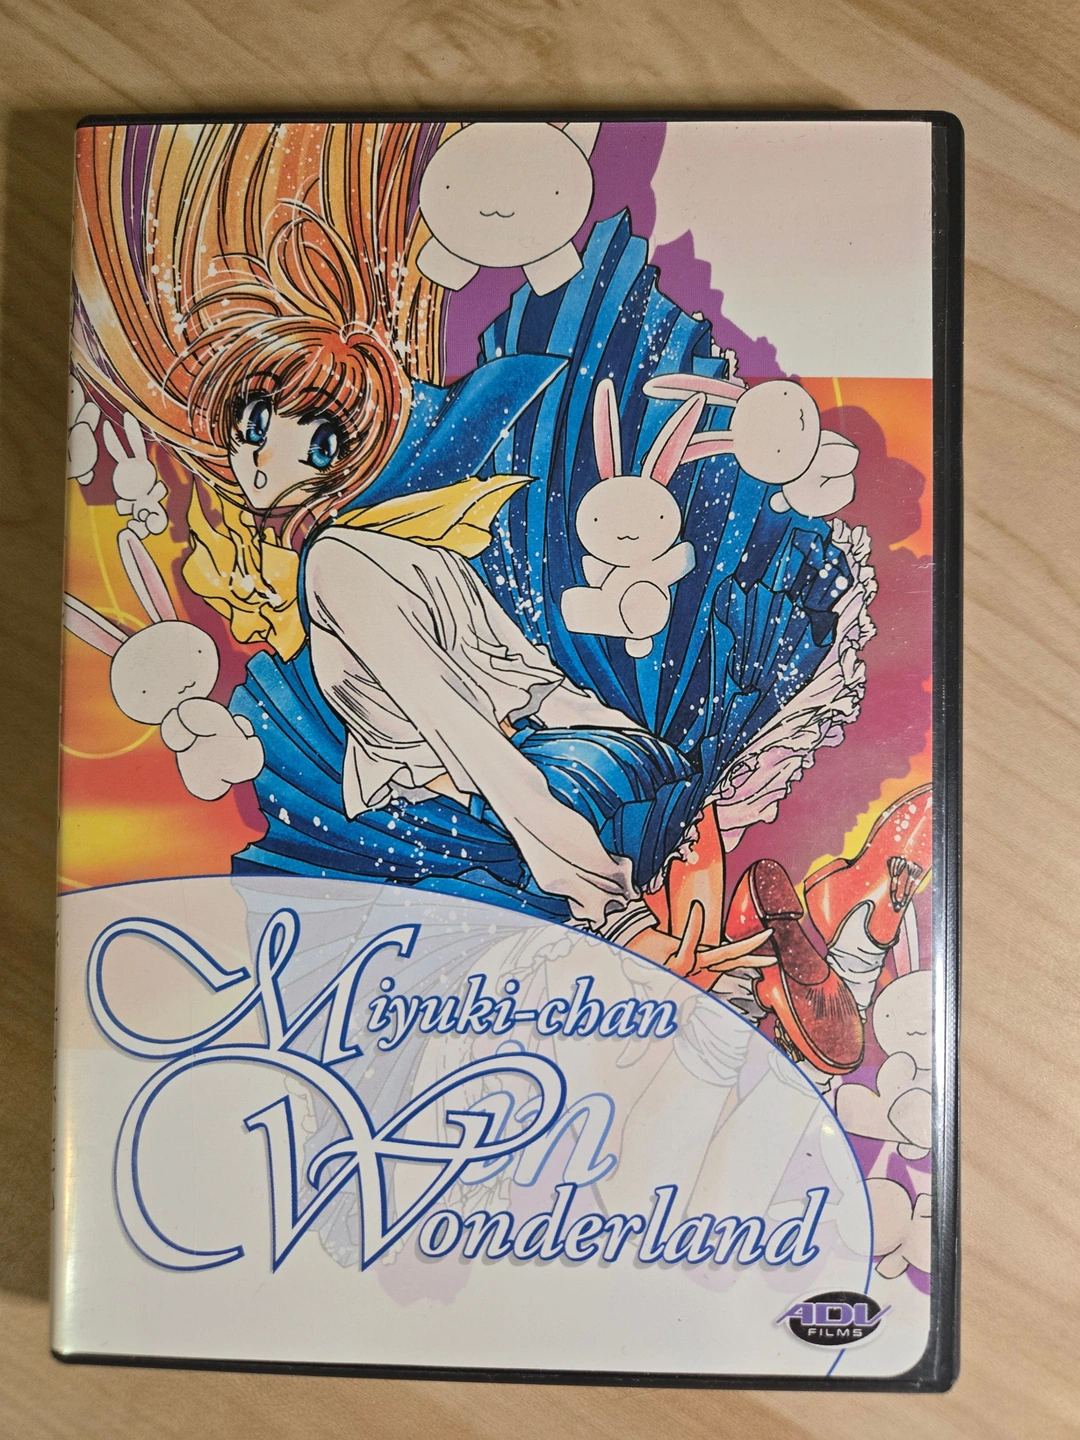 Miyuki-chan
in
Wonderland
ADV
FILMS